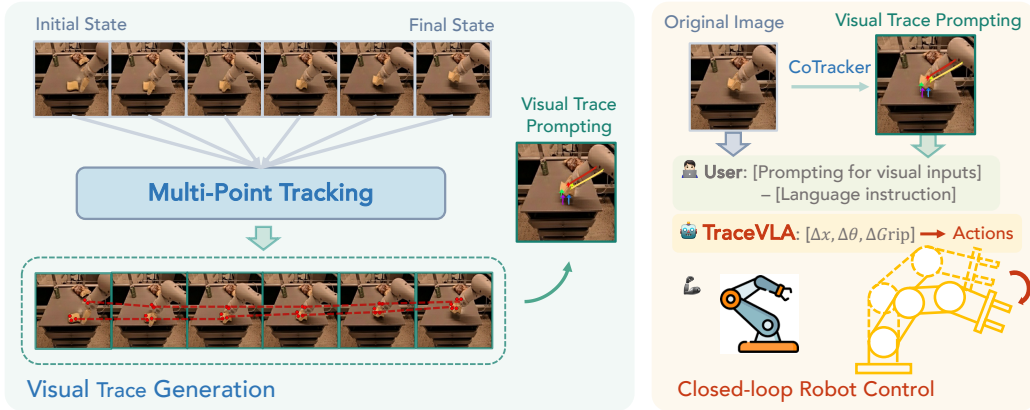 Initial State
Final State
Multi-Point Tracking
Visual Trace
Prompting
Visual Trace Generation
Original Image
Visual Trace Prompting
CoTracker
User: [Prompting for visual inputs]
– [Language instruction]
TraceVLA: [Δx, Δθ, ΔGrip] → Actions
Closed-loop Robot Control